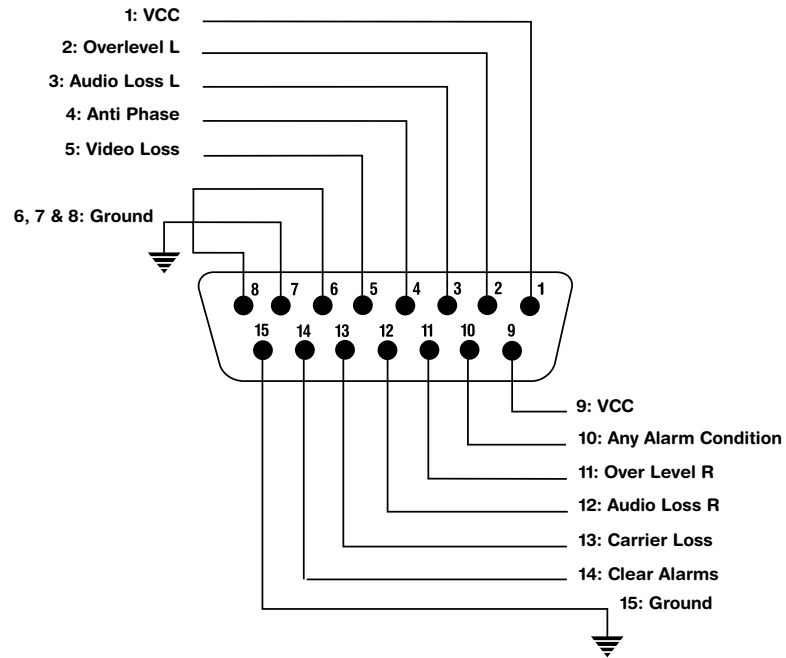 1: VCC
2: Overlevel L
3: Audio Loss L
4: Anti Phase
5: Video Loss
6, 7 & 8: Ground
8 7 6 5 4 3 2 1
15 14 13 12 11 10 9
9: VCC
10: Any Alarm Condition
11: Over Level R
12: Audio Loss R
13: Carrier Loss
14: Clear Alarms
15: Ground